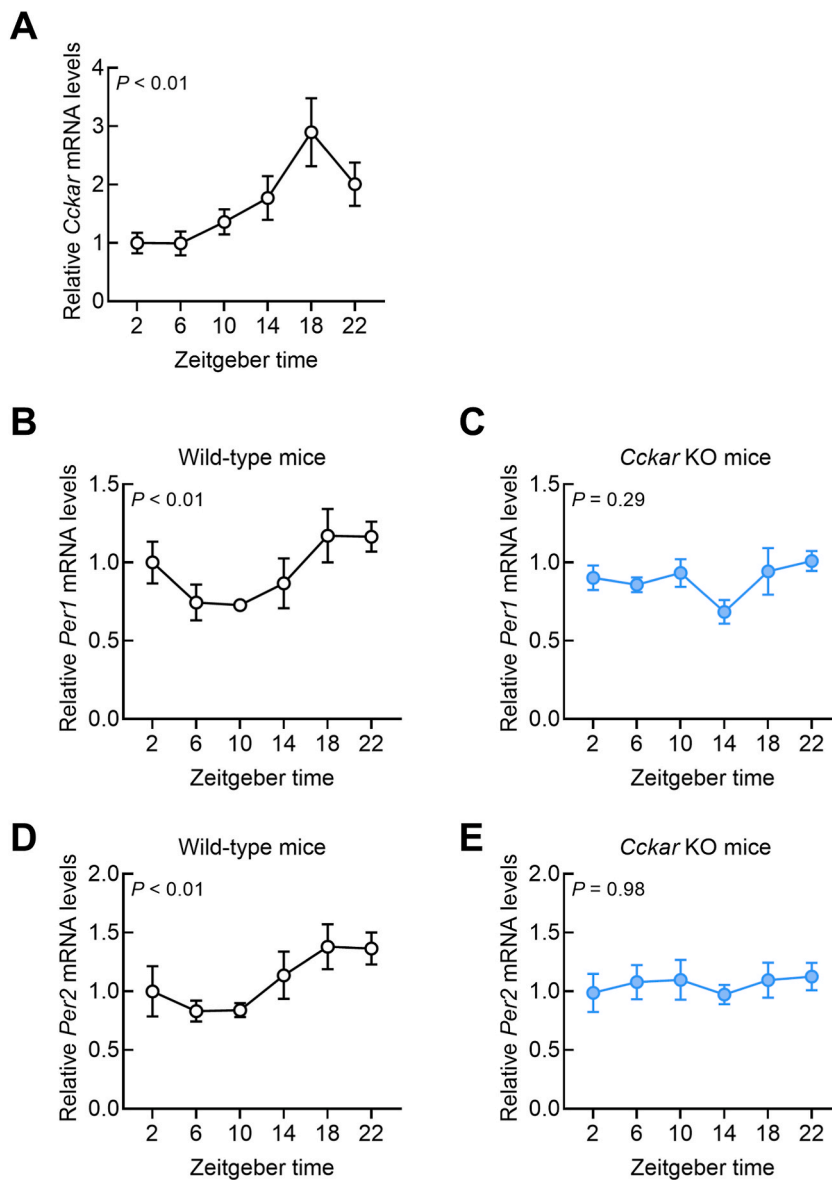 A
P < 0.01
Relative Cckar mRNA levels
4
3
2
1
0
2 6 10 14 18 22
Zeitgeber time
B
Wild-type mice
P < 0.01
Relative Per1 mRNA levels
1.5
1.0
0.5
0.0
2 6 10 14 18 22
Zeitgeber time
C
Cckar KO mice
P = 0.29
Relative Per1 mRNA levels
1.5
1.0
0.5
0.0
2 6 10 14 18 22
Zeitgeber time
D
Wild-type mice
P < 0.01
Relative Per2 mRNA levels
2.0
1.5
1.0
0.5
0.0
2 6 10 14 18 22
Zeitgeber time
E
Cckar KO mice
P = 0.98
Relative Per2 mRNA levels
2.0
1.5
1.0
0.5
0.0
2 6 10 14 18 22
Zeitgeber time